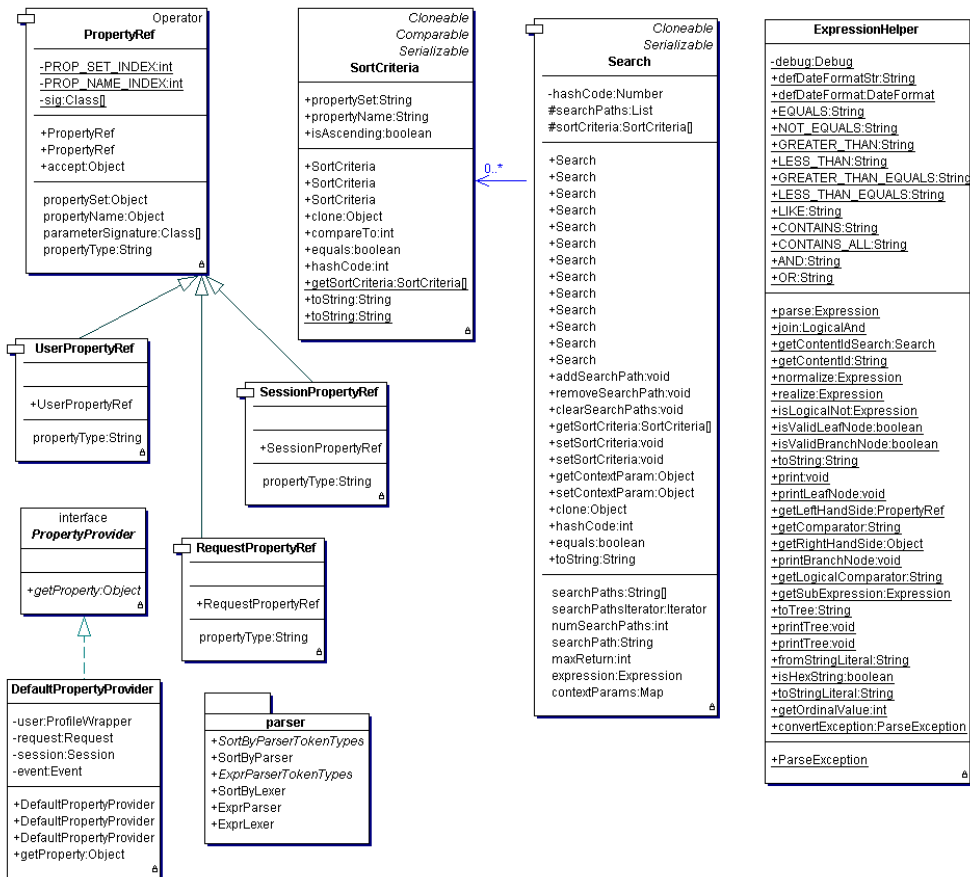 Operator
PropertyRef
-PROP_SET_INDEX:int
-PROP_NAME_INDEX:int
-sig:Class[]
+PropertyRef
+PropertyRef
+accept:Object
propertySet:Object
propertyName:Object
parameterSignature:Class[]
propertyType:String
Cloneable
Comparable
Serializable
SortCriteria
+propertySet:String
+propertyName:String
+isAscending:boolean
+SortCriteria
+SortCriteria
+SortCriteria
+clone:Object
+compareTo:int
+equals:boolean
+hashCode:int
+getSortCriteria:SortCriteria[]
+toString:String
+toString:String
0..*
Cloneable
Serializable
Search
-hashCode:Number
#searchPaths:List
#sortCriteria:SortCriteria[]
+Search
+Search
+Search
+Search
+Search
+Search
+Search
+Search
+Search
+Search
+Search
+Search
+Search
+addSearchPath:void
+removeSearchPath:void
+clearSearchPaths:void
+getSortCriteria:SortCriteria[]
+setSortCriteria:void
+setSortCriteria:void
+getContextParam:Object
+setContextParam:Object
+clone:Object
+hashCode:int
+equals:boolean
+toString:String
searchPaths:String[]
searchPathsIterator:Iterator
numSearchPaths:int
searchPath:String
maxReturn:int
expression:Expression
contextParams:Map
ExpressionHelper
-debug:Debug
+defDateFormatStr:String
+defDateFormat:DateFormat
+EQUALS:String
+NOT_EQUALS:String
+GREATER_THAN:String
+LESS_THAN:String
+GREATER_THAN_EQUALS:String
+LESS_THAN_EQUALS:String
+LIKE:String
+CONTAINS:String
+CONTAINS_ALL:String
+AND:String
+OR:String
+parse:Expression
+join:LogicalAnd
+getContentIdSearch:Search
+getContentId:String
+normalize:Expression
+realize:Expression
+isLogicalNot:Expression
+isValidLeafNode:boolean
+isValidBranchNode:boolean
+toString:String
+print:void
+printLeafNode:void
+getLeftHandSide:PropertyRef
+getComparator:String
+getRightHandSide:Object
+printBranchNode:void
+getLogicalComparator:String
+getSubExpression:Expression
+toTree:String
+printTree:void
+printTree:void
+fromStringLiteral:String
+isHexString:boolean
+toStringLiteral:String
+getOrdinalValue:int
+convertException:ParseException
+ParseException
UserPropertyRef
+UserPropertyRef
propertyType:String
SessionPropertyRef
+SessionPropertyRef
propertyType:String
interface
PropertyProvider
+getProperty:Object
RequestPropertyRef
+RequestPropertyRef
propertyType:String
DefaultPropertyProvider
-user:ProfileWrapper
-request:Request
-session:Session
-event:Event
+DefaultPropertyProvider
+DefaultPropertyProvider
+DefaultPropertyProvider
+getProperty:Object
parser
+SortByParserTokenTypes
+SortByParser
+ExprParserTokenTypes
+SortByLexer
+ExprParser
+ExprLexer